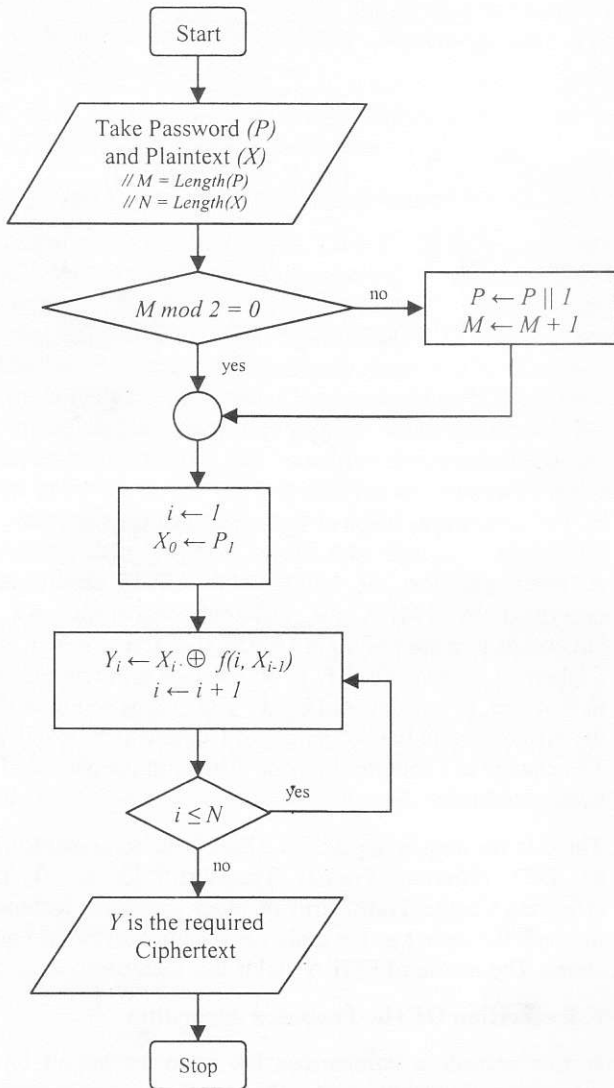 Start
Take Password (P)
and Plaintext (X)
// M = Length(P)
// N = Length(X)
M mod 2 = 0
no
P ← P || 1
M ← M + 1
yes
i ← 1
X₀ ← P₁
Yᵢ ← Xᵢ ⊕ f(i, Xᵢ₋₁)
i ← i + 1
yes
i ≤ N
no
Y is the required
Ciphertext
Stop